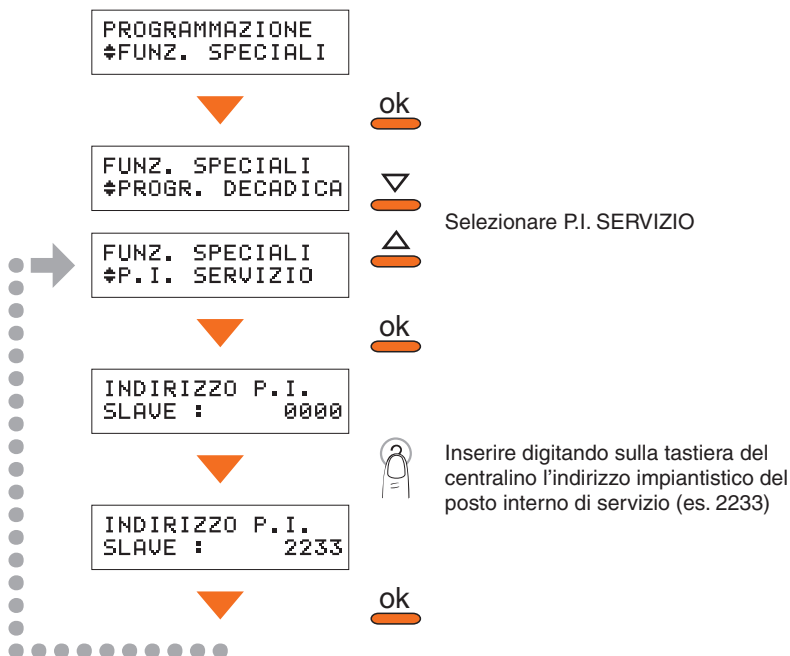 PROGRAMMAZIONE
FUNZ. SPECIALI
ok
FUNZ. SPECIALI
PROGR. DECADICA
Selezionare P.I. SERVIZIO
FUNZ. SPECIALI
P.I. SERVIZIO
ok
INDIRIZZO P.I.
SLAVE : 0000
Inserire digitando sulla tastiera del
centralino l'indirizzo impiantistico del
posto interno di servizio (es. 2233)
INDIRIZZO P.I.
SLAVE : 2233
ok